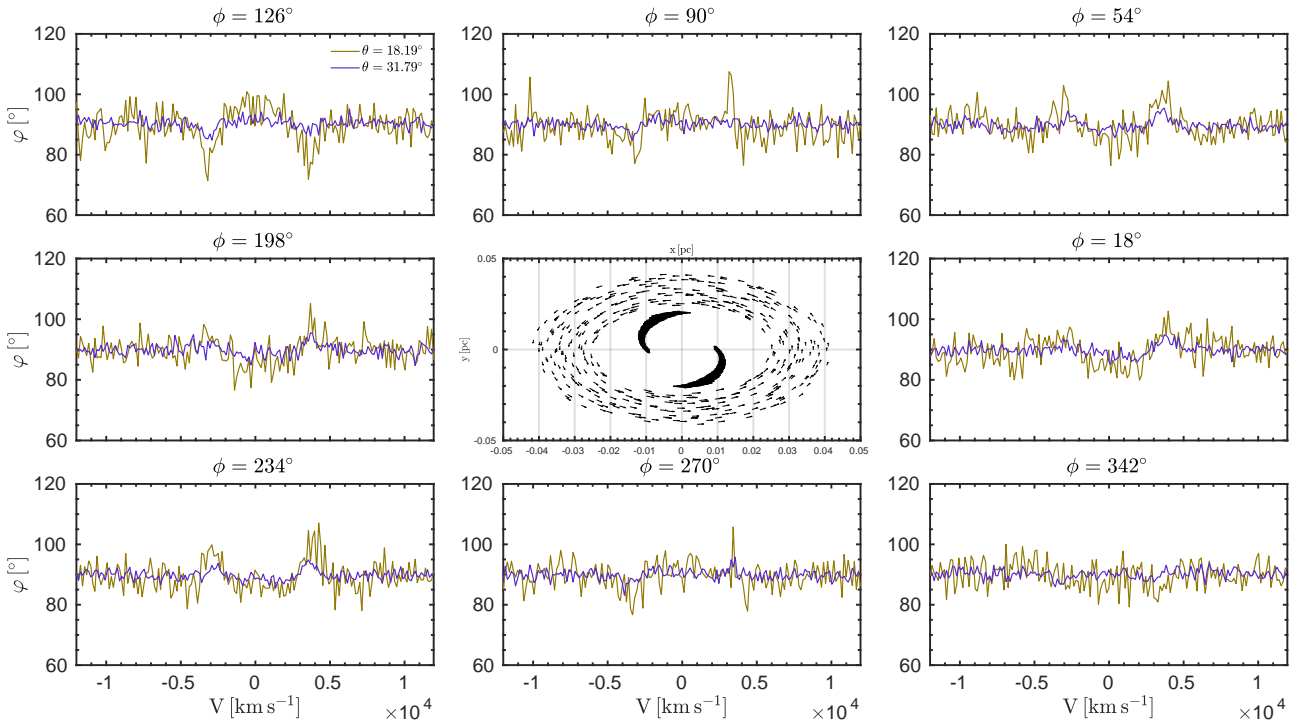 ϕ = 126° ϕ = 90° ϕ = 54°
120 120 120
θ = 18.19°
θ = 31.79°
100 100 100
φ [°]
80 80 80
60 60 60
ϕ = 198° x [pc] ϕ = 18°
120 0.05 120
100 100
φ [°] y [pc] 0
80 80
60 -0.05 60
-0.05 -0.04 -0.03 -0.02 -0.01 0 0.01 0.02 0.03 0.04 0.05
ϕ = 234° ϕ = 270° ϕ = 342°
120 120 120
100 100 100
φ [°]
80 80 80
60 60 60
-1 -0.5 0 0.5 1 -1 -0.5 0 0.5 1 -1 -0.5 0 0.5 1
V [km s⁻¹] ×10⁴ V [km s⁻¹] ×10⁴ V [km s⁻¹] ×10⁴